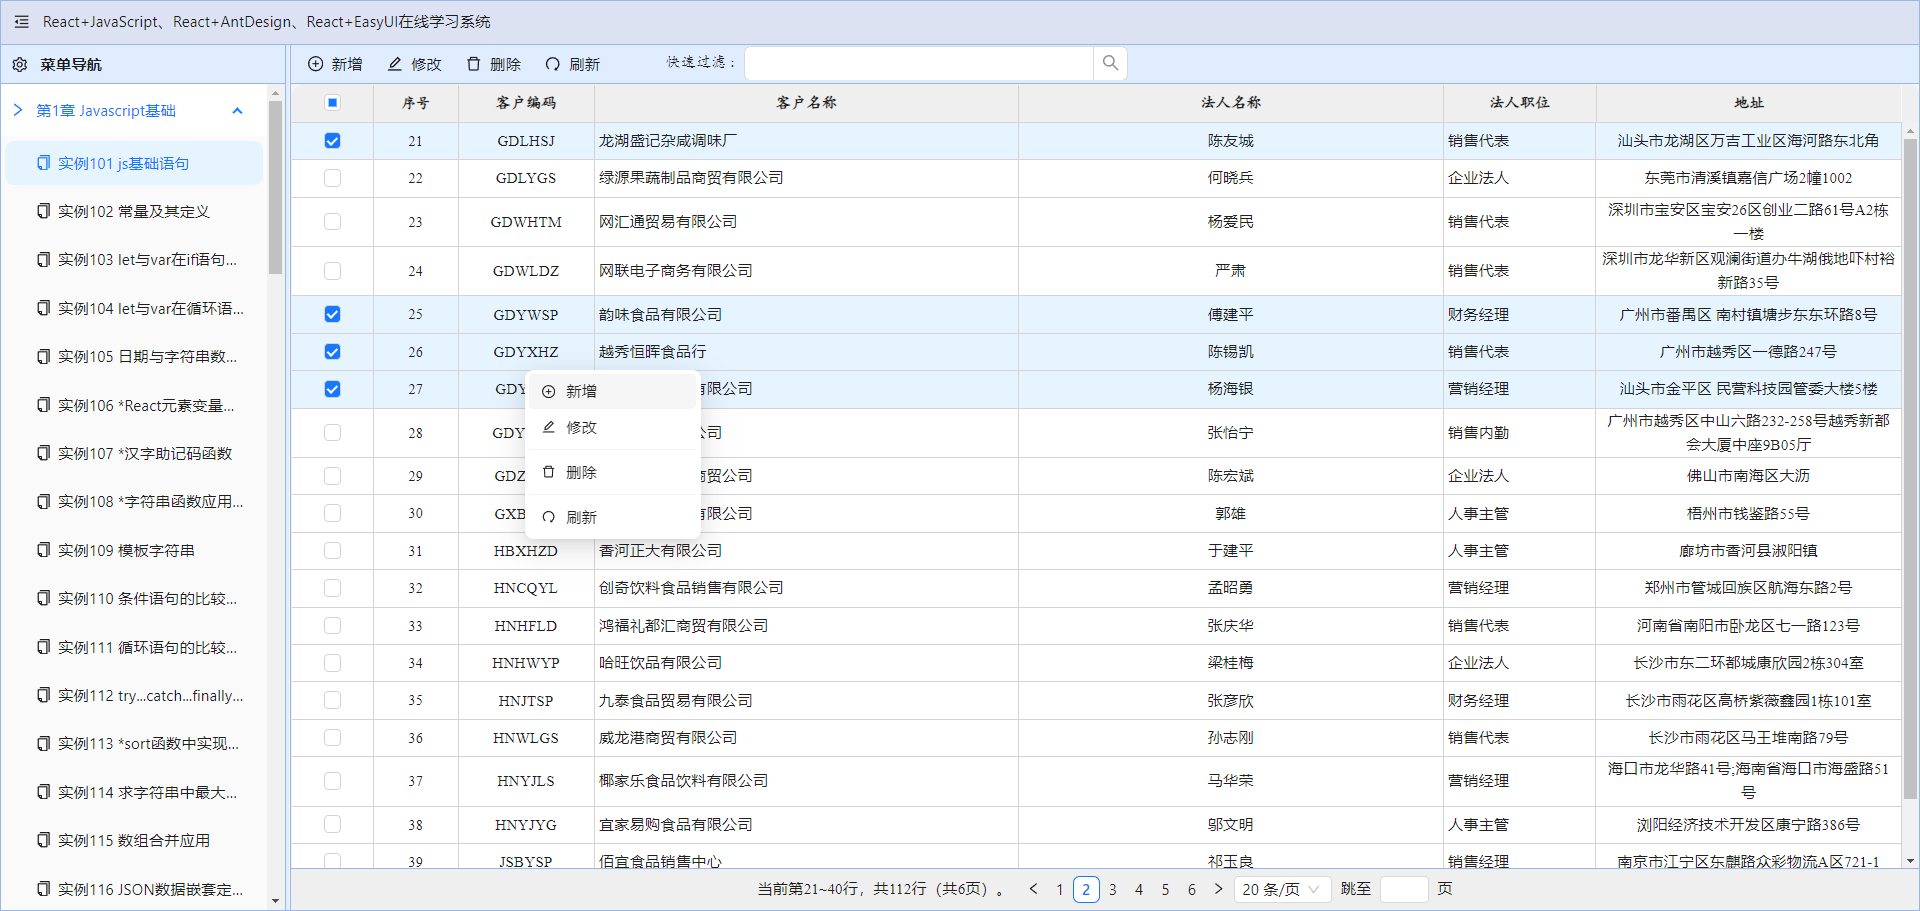 React+JavaScript、React+AntDesign、React+EasyUI在线学习系统
菜单导航
新增 修改 删除 刷新 快速过滤：
第1章 Javascript基础
实例101 js基础语句
实例102 常量及其定义
实例103 let与var在if语句...
实例104 let与var在循环语...
实例105 日期与字符串数...
实例106 *React元素变量...
实例107 *汉字助记码函数
实例108 *字符串函数应用...
实例109 模板字符串
实例110 条件语句的比较...
实例111 循环语句的比较...
实例112 try...catch...finally...
实例113 *sort函数中实现...
实例114 求字符串中最大...
实例115 数组合并应用
实例116 JSON数据嵌套定...
序号 客户编码 客户名称 法人名称 法人职位 地址
21 GDLHSJ 龙湖盛记杂咸调味厂 陈友城 销售代表 汕头市龙湖区万吉工业区海河路东北角
22 GDLYGS 绿源果蔬制品商贸有限公司 何晓兵 企业法人 东莞市清溪镇嘉信广场2幢1002
23 GDWHTM 网汇通贸易有限公司 杨爱民 销售代表 深圳市宝安区宝安26区创业二路61号A2栋
一楼
24 GDWLDZ 网联电子商务有限公司 严肃 销售代表 深圳市龙华新区观澜街道办牛湖俄地吓村裕
新路35号
25 GDYWSP 韵味食品有限公司 傅建平 财务经理 广州市番禺区 南村镇塘步东东环路8号
26 GDYXHZ 越秀恒晖食品行 陈锡凯 销售代表 广州市越秀区一德路247号
27 GDY 有限公司 杨海银 营销经理 汕头市金平区 民营科技园管委大楼5楼
28 GDY 公司 张怡宁 销售内勤 广州市越秀区中山六路232-258号越秀新都
会大厦中座9B05厅
29 GDZ 商贸公司 陈宏斌 企业法人 佛山市南海区大沥
30 GXB 有限公司 郭雄 人事主管 梧州市钱鉴路55号
31 HBXHZD 香河正大有限公司 于建平 人事主管 廊坊市香河县淑阳镇
32 HNCQYL 创奇饮料食品销售有限公司 孟昭勇 营销经理 郑州市管城回族区航海东路2号
33 HNHFLD 鸿福礼都汇商贸有限公司 张庆华 销售代表 河南省南阳市卧龙区七一路123号
34 HNHWYP 哈旺饮品有限公司 梁桂梅 企业法人 长沙市东二环都城康欣园2栋304室
35 HNJTSP 九泰食品贸易有限公司 张彦欣 财务经理 长沙市雨花区高桥紫薇鑫园1栋101室
36 HNWLGS 威龙港商贸有限公司 孙志刚 销售代表 长沙市雨花区马王堆南路79号
37 HNYJLS 椰家乐食品饮料有限公司 马华荣 营销经理 海口市龙华路41号;海南省海口市海盛路51
号
38 HNYJYG 宜家易购食品有限公司 邬文明 人事主管 浏阳经济技术开发区康宁路386号
39 JSBYSP 佰宜食品销售中心 祁玉良 销售经理 南京市江宁区东麒路众彩物流A区721-1
新增
修改
删除
刷新
当前第21~40行，共112行（共6页）。 < 1 2 3 4 5 6 > 20 条/页 跳至 页